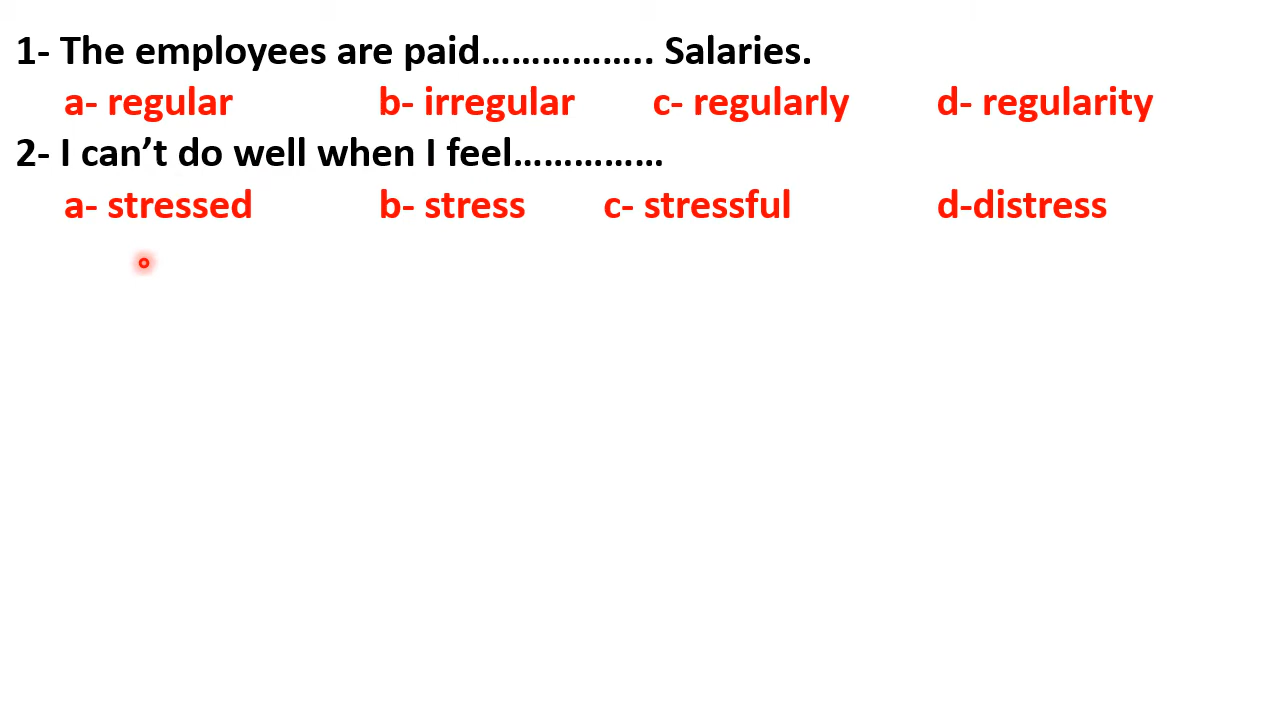 1- The employees are paid…………….. Salaries.
a- regular b- irregular c- regularly d- regularity
2- I can’t do well when I feel……………
a- stressed b- stress c- stressful d-distress